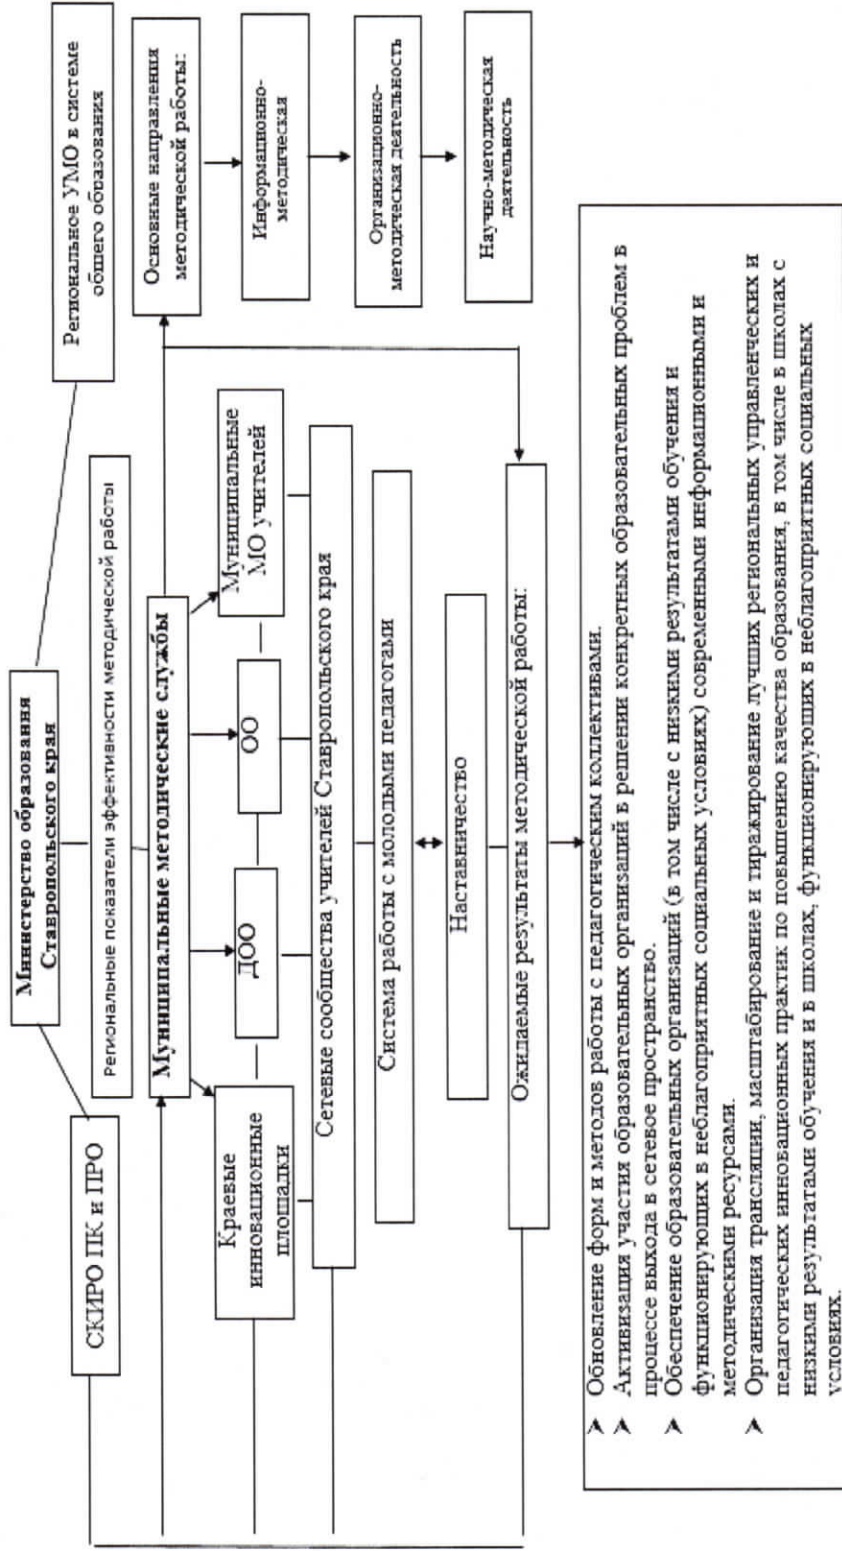 Министерство образования
Ставропольского края
СКИРО ПК и ПРО
Региональное УМО в системе
общего образования
Региональные показатели эффективности методической работы
Муниципальные методические службы
Основные направления
методической работы:
Краевые
инновационные
площадки
ДОО
ОО
Муниципальные
МО учителей
Информационно-
методическая
Сетевые сообщества учителей Ставропольского края
Организационно-
методическая деятельность
Система работы с молодыми педагогами
Научно-методическая
деятельность
Наставничество
Ожидаемые результаты методической работы:
➤ Обновление форм и методов работы с педагогическим коллективами.
➤ Активизация участия образовательных организаций в решении конкретных образовательных проблем в
процессе выхода в сетевое пространство.
➤ Обеспечение образовательных организаций (в том числе с низкими результатами обучения и
функционирующих в неблагоприятных социальных условиях) современными информационными и
методическими ресурсами.
➤ Организация трансляции, масштабирование и тиражирование лучших региональных управленческих и
педагогических инновационных практик по повышению качества образования, в том числе в школах с
низкими результатами обучения и в школах, функционирующих в неблагоприятных социальных
условиях.